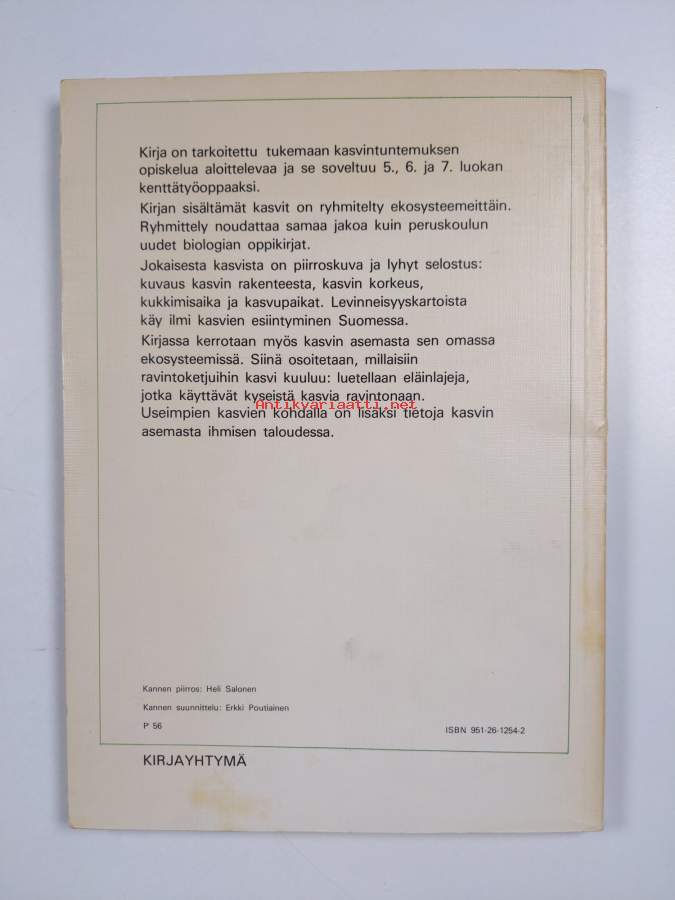 Kirja on tarkoitettu tukemaan kasvintuntemuksen
opiskelua aloittelevaa ja se soveltuu 5., 6. ja 7. luokan
kenttätyöoppaaksi.
Kirjan sisältämät kasvit on ryhmitelty ekosysteemeittäin.
Ryhmittely noudattaa samaa jakoa kuin peruskoulun
uudet biologian oppikirjat.
Jokaisesta kasvista on piirroskuva ja lyhyt selostus:
kuvaus kasvin rakenteesta, kasvin korkeus,
kukkimisaika ja kasvupaikat. Levinneisyyskartoista
käy ilmi kasvien esiintyminen Suomessa.
Kirjassa kerrotaan myös kasvin asemasta sen omassa
ekosysteemissä. Siinä osoitetaan, millaisiin
ravintoketjuihin kasvi kuuluu: luetellaan eläinlajeja,
jotka käyttävät kyseistä kasvia ravintonaan.
Antikvariaatti.net
Useimpien kasvien kohdalla on lisäksi tietoja kasvin
asemasta ihmisen taloudessa.
Kannen piirros: Heli Salonen
Kannen suunnittelu: Erkki Poutiainen
P 56
ISBN 951-26-1254-2
KIRJAYHTYMÄ